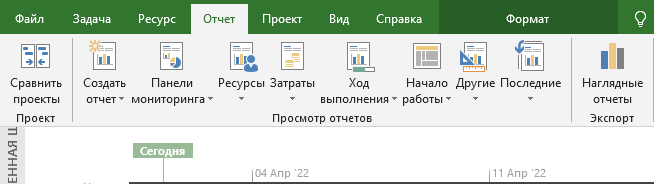 Файл Задача Ресурс Отчет Проект Вид Справка Формат
Сравнить проекты
Создать отчет
Панели мониторинга
Ресурсы
Затраты
Ход выполнения
Начало работы
Другие
Последние
Наглядные отчеты
Проект Просмотр отчетов Экспорт
Сегодня
04 Апр '22 11 Апр '22